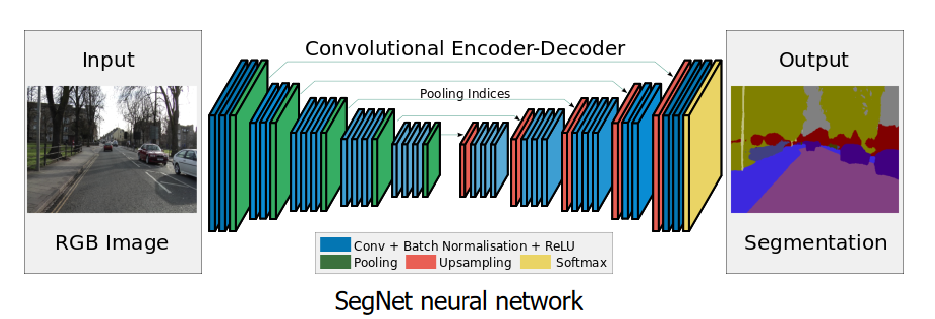 Input
Convolutional Encoder-Decoder
Output
Pooling Indices
RGB Image
Segmentation
Conv + Batch Normalisation + ReLU
Pooling
Upsampling
Softmax
SegNet neural network